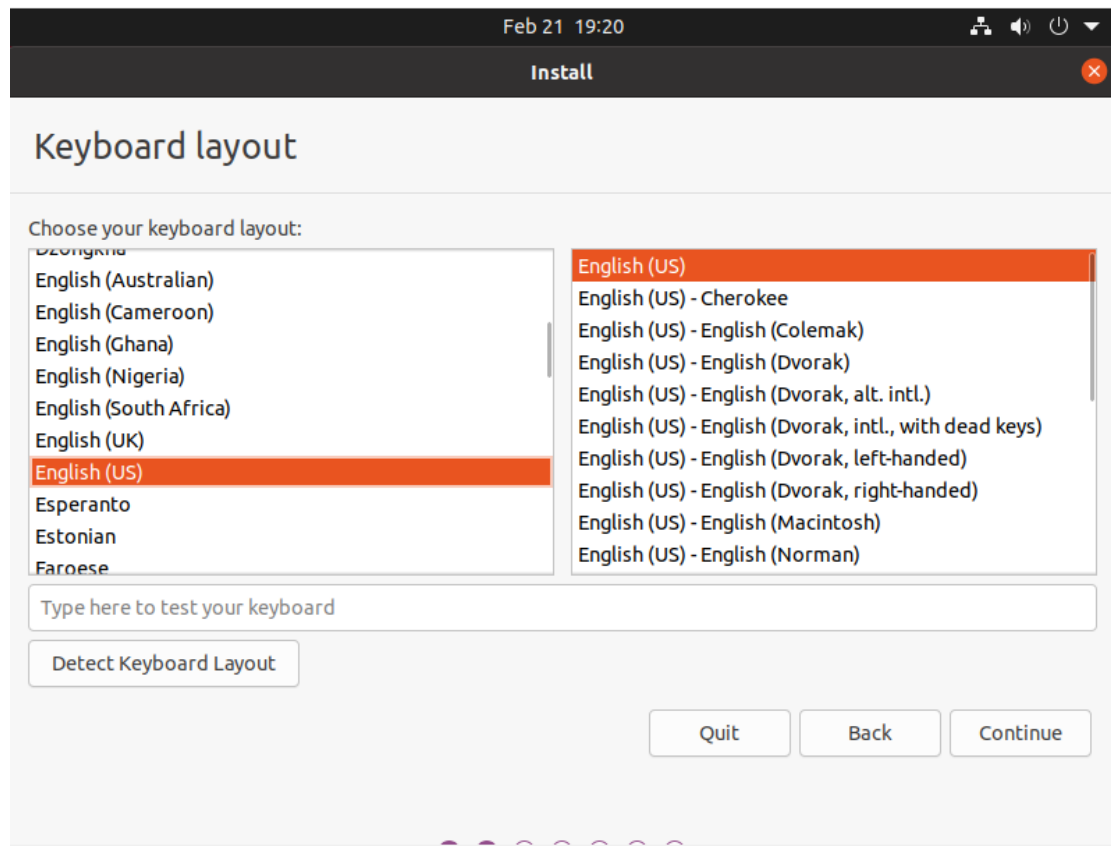 Feb 21 19:20
Install
Keyboard layout
Choose your keyboard layout:
Dzongkha
English (Australian)
English (Cameroon)
English (Ghana)
English (Nigeria)
English (South Africa)
English (UK)
English (US)
Esperanto
Estonian
Faroese
English (US)
English (US) - Cherokee
English (US) - English (Colemak)
English (US) - English (Dvorak)
English (US) - English (Dvorak, alt. intl.)
English (US) - English (Dvorak, intl., with dead keys)
English (US) - English (Dvorak, left-handed)
English (US) - English (Dvorak, right-handed)
English (US) - English (Macintosh)
English (US) - English (Norman)
Type here to test your keyboard
Detect Keyboard Layout
Quit
Back
Continue